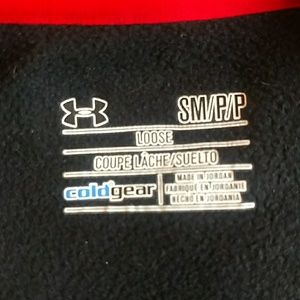 SM/P/P
LOOSE
COUPE LÂCHE/SUELTO
coldgear
MADE IN JORDAN
FABRIQUÉ EN JORDANIE
HECHO EN JORDANIA